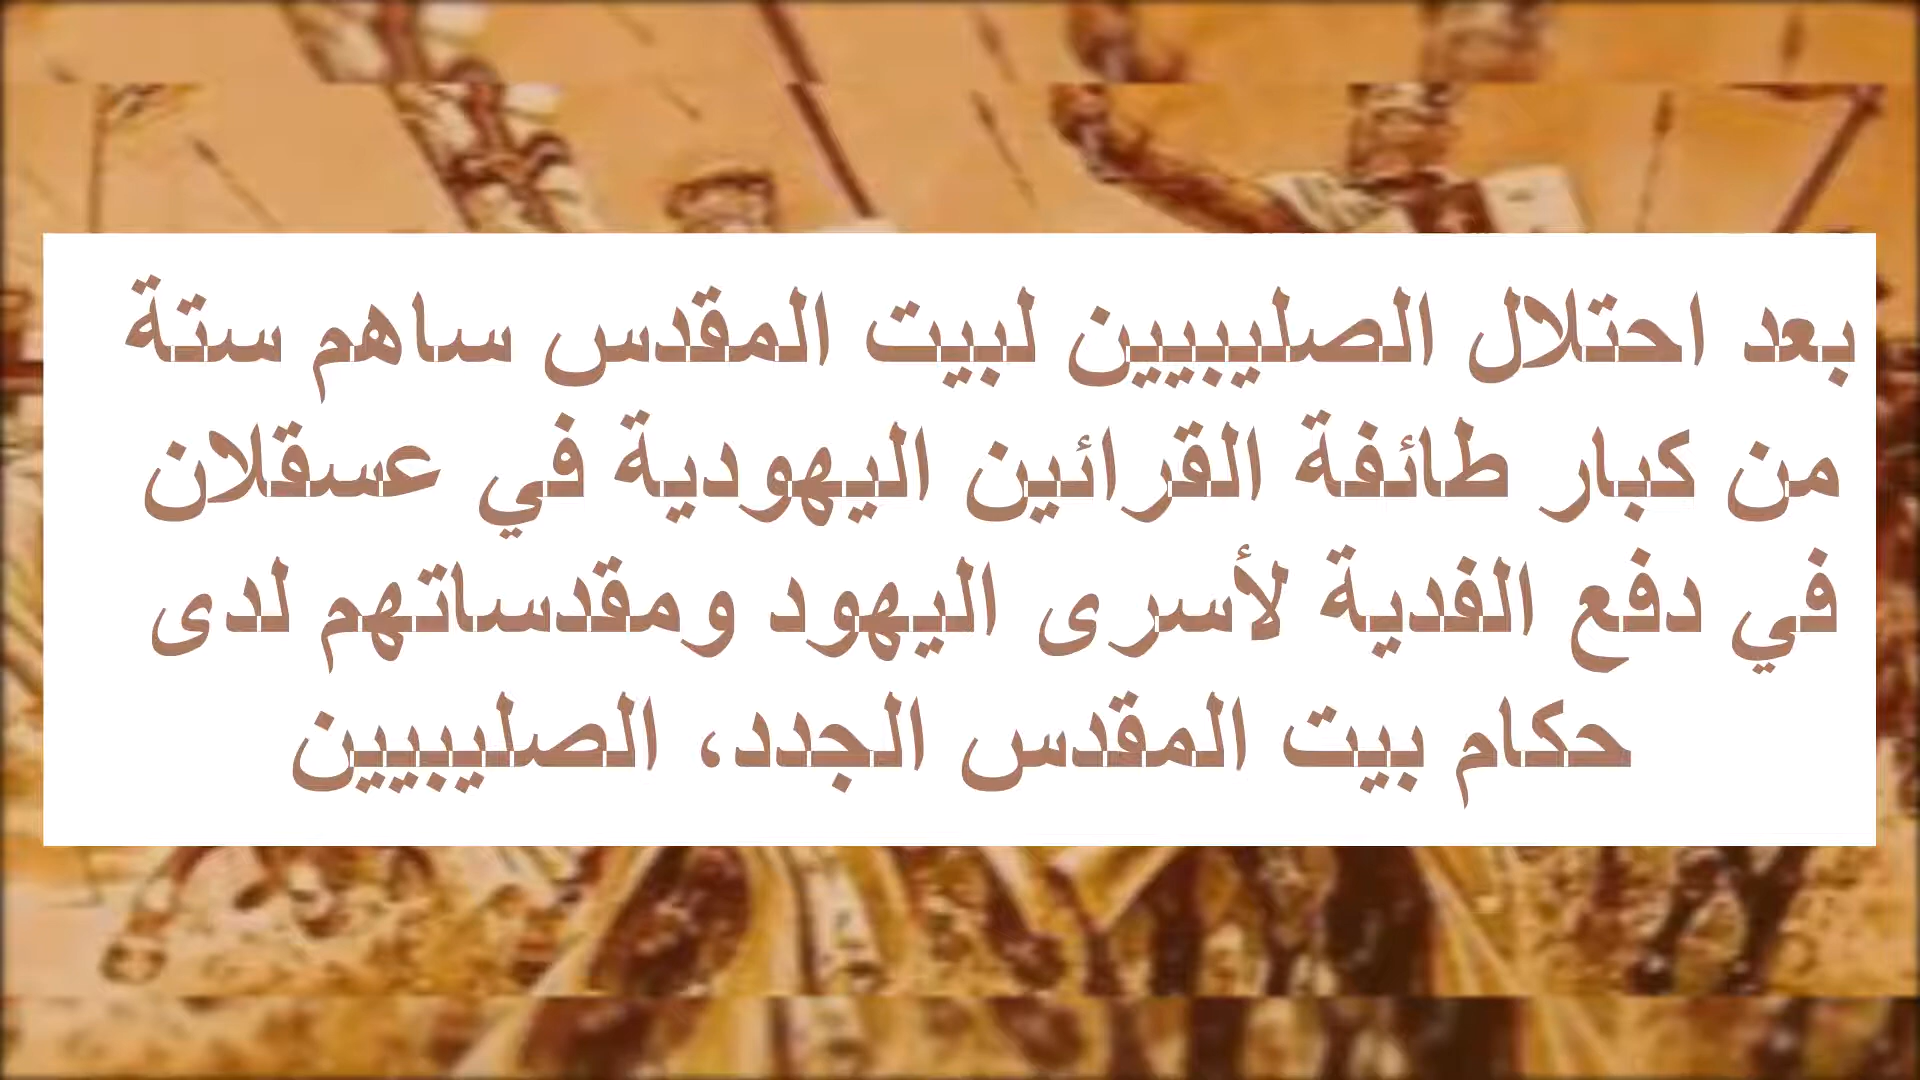 بعد احتلال الصليبيين لبيت المقدس ساهم ستة
من كبار طائفة القرائين اليهودية في عسقلان
في دفع الفدية لأسرى اليهود ومقدساتهم لدى
حكام بيت المقدس الجدد، الصليبيين